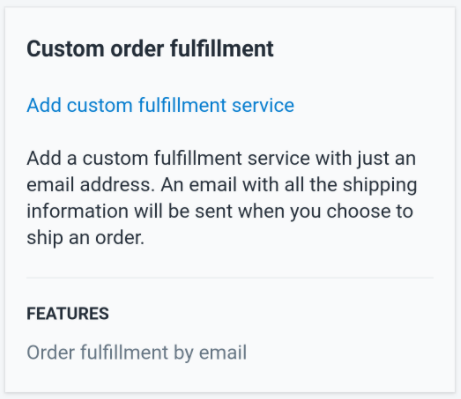 Custom order fulfillment
Add custom fulfillment service
Add a custom fulfillment service with just an
email address. An email with all the shipping
information will be sent when you choose to
ship an order.
FEATURES
Order fulfillment by email